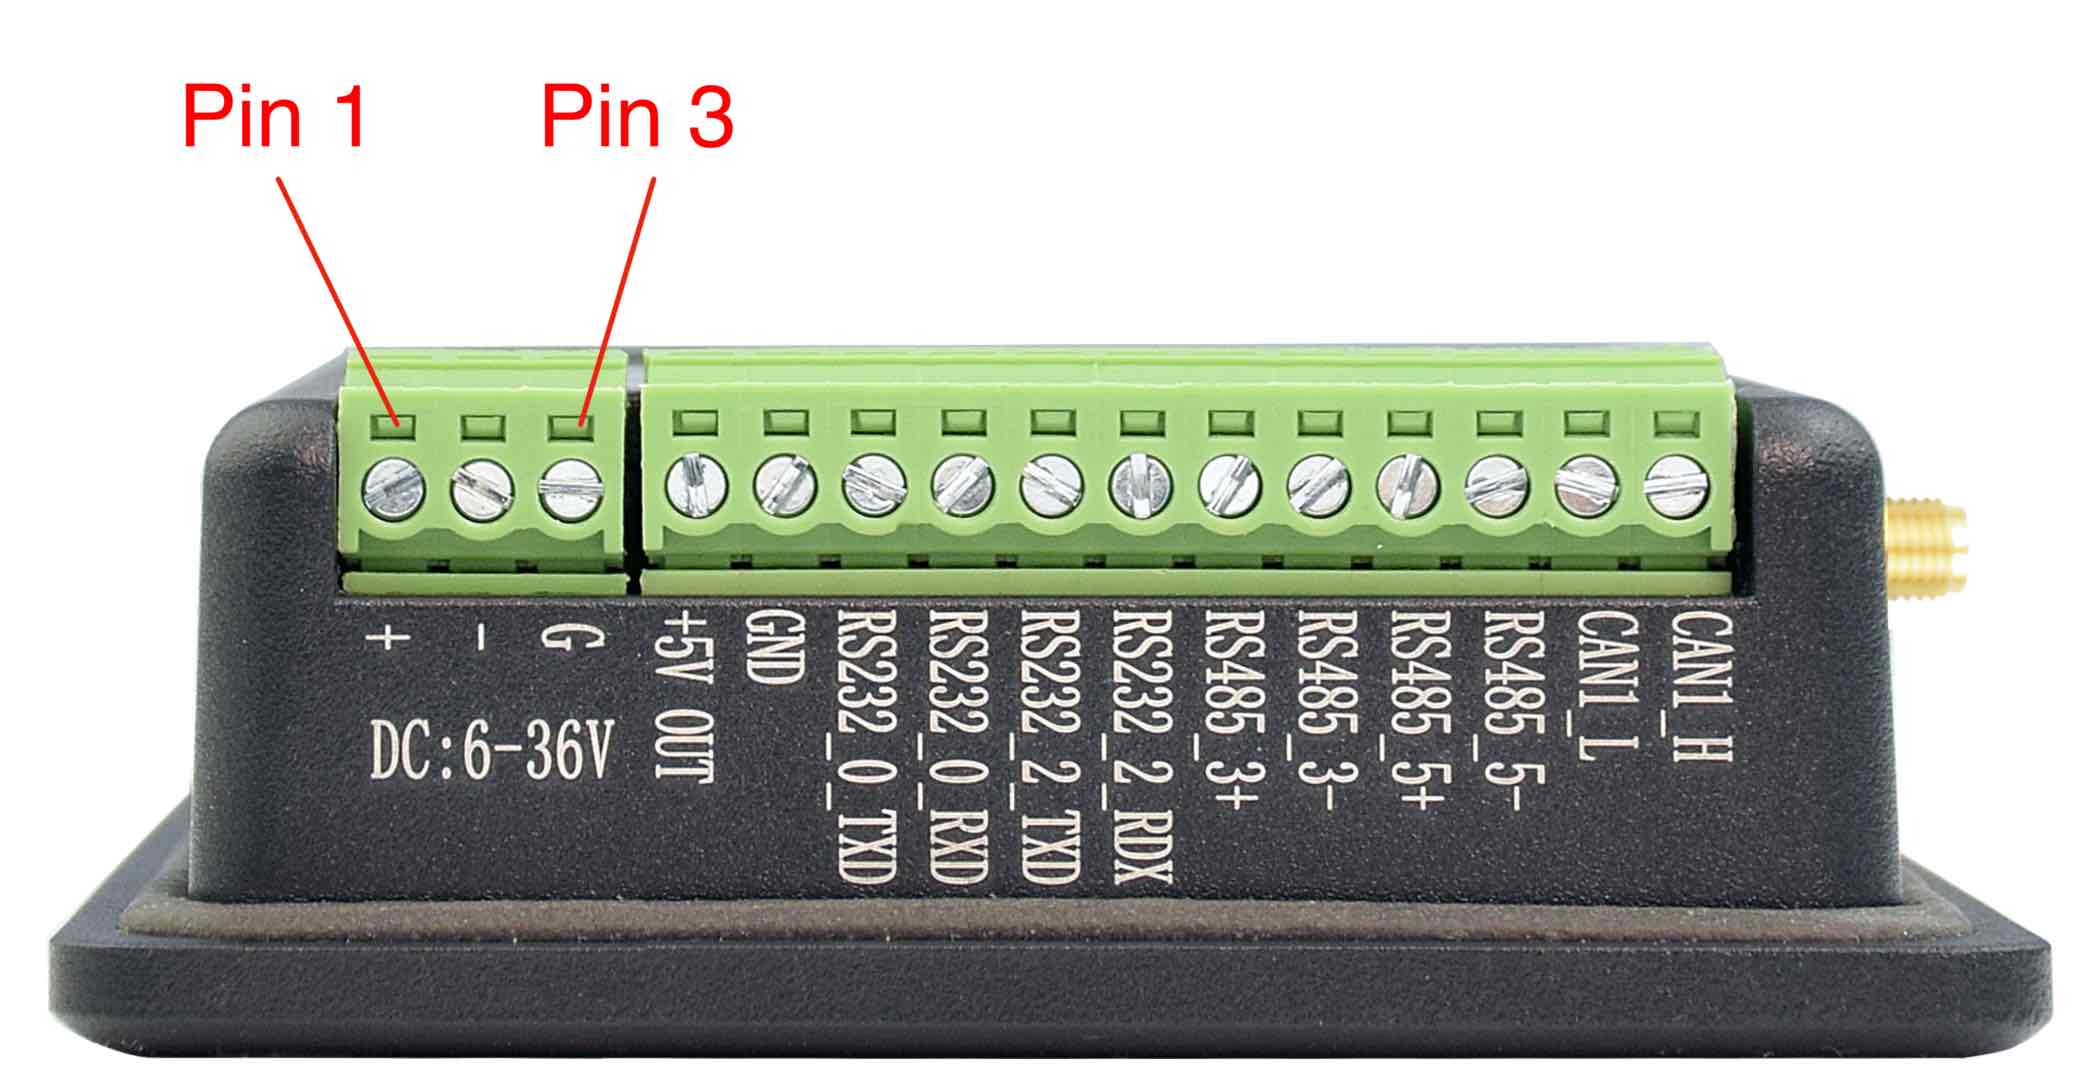 Pin 1
Pin 3
+
-
G
DC:6-36V
+5V OUT
GND
RS232_0_TXD
RS232_0_RXD
RS232_2_TXD
RS232_2_RDX
RS485_3+
RS485_3-
RS485_5+
RS485_5-
CAN1_L
CAN1_H